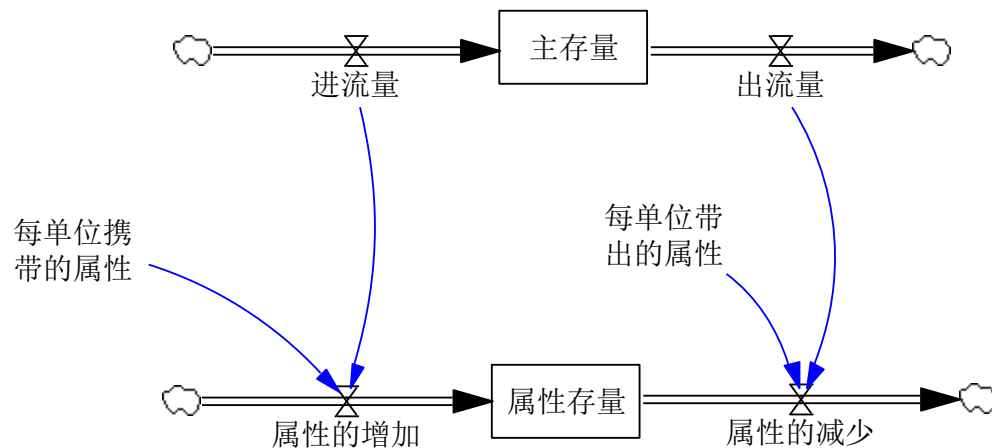 主存量
进流量
出流量
每单位携
带的属性
每单位带
出的属性
属性存量
属性的增加
属性的减少